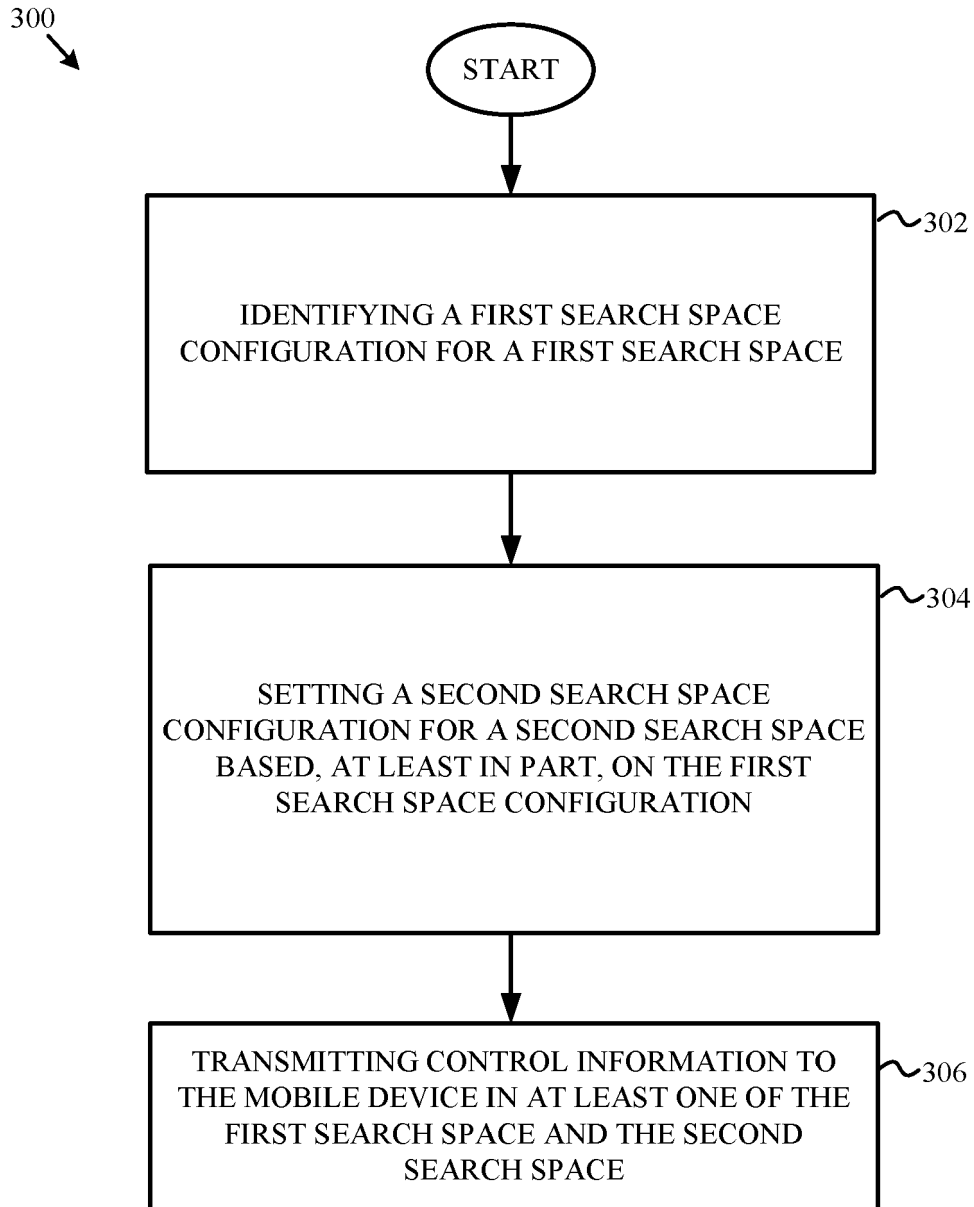 300
START
302
IDENTIFYING A FIRST SEARCH SPACE
CONFIGURATION FOR A FIRST SEARCH SPACE
304
SETTING A SECOND SEARCH SPACE
CONFIGURATION FOR A SECOND SEARCH SPACE
BASED, AT LEAST IN PART, ON THE FIRST
SEARCH SPACE CONFIGURATION
306
TRANSMITTING CONTROL INFORMATION TO
THE MOBILE DEVICE IN AT LEAST ONE OF THE
FIRST SEARCH SPACE AND THE SECOND
SEARCH SPACE